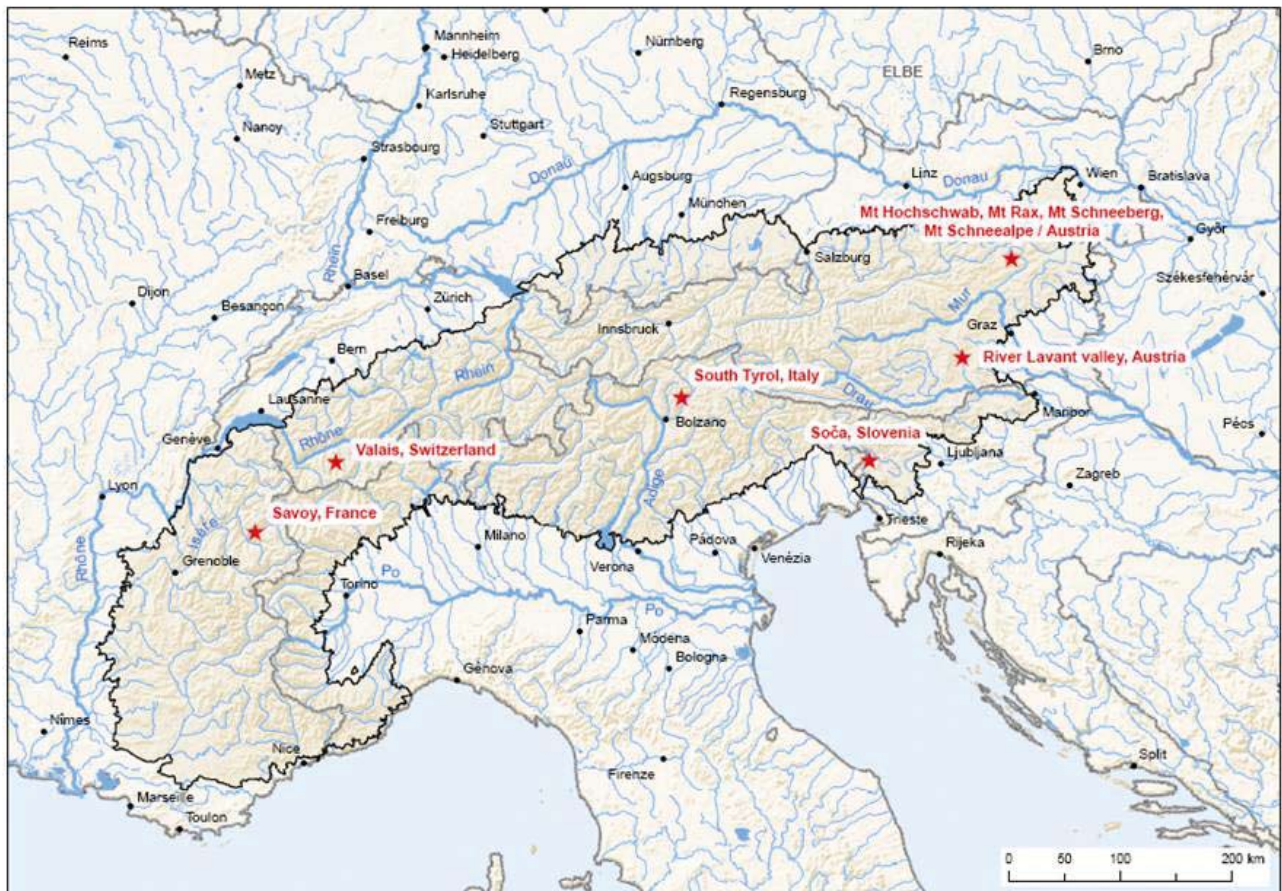 Reims
Metz
Nancy
Mannheim
Heidelberg
Karlsruhe
Stuttgart
Strasbourg
Nürnberg
Regensburg
ELBE
Brno
Donau
Augsburg
München
Linz
Donau
Wien
Bratislava
Freiburg
Rhein
Basel
Mt Hochschwab, Mt Rax, Mt Schneeberg,
Mt Schneealpe / Austria
Györ
Salzburg
Székesfehérvár
Dijon
Besançon
Zürich
Innsbruck
Mur
Graz
Bern
Rhein
River Lavant valley, Austria
South Tyrol, Italy
Drau
Lausanne
Bolzano
Maribor
Pécs
Genève
Rhône
Valais, Switzerland
Soča, Slovenia
Ljubljana
Zagreb
Adige
Lyon
Savoy, France
Isère
Trieste
Rijeka
Milano
Verona
Pádova
Venézia
Rhône
Grenoble
Torino
Po
Po
Parma
Módena
Bologna
Génova
Nîmes
Nice
Firenze
Split
Marseille
Toulon
0 50 100 200 km